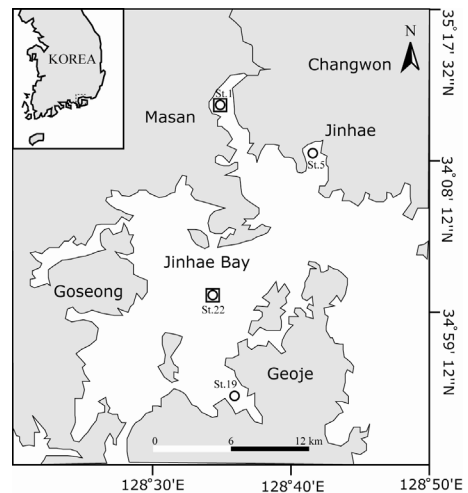 KOREA
N
35°17'32"N
Changwon
St.1
Masan
Jinhae
St.5
34°08'12"N
Jinhae Bay
Goseong
St.22
34°59'12"N
Geoje
St.19
0 6 12 km
128°30'E 128°40'E 128°50'E